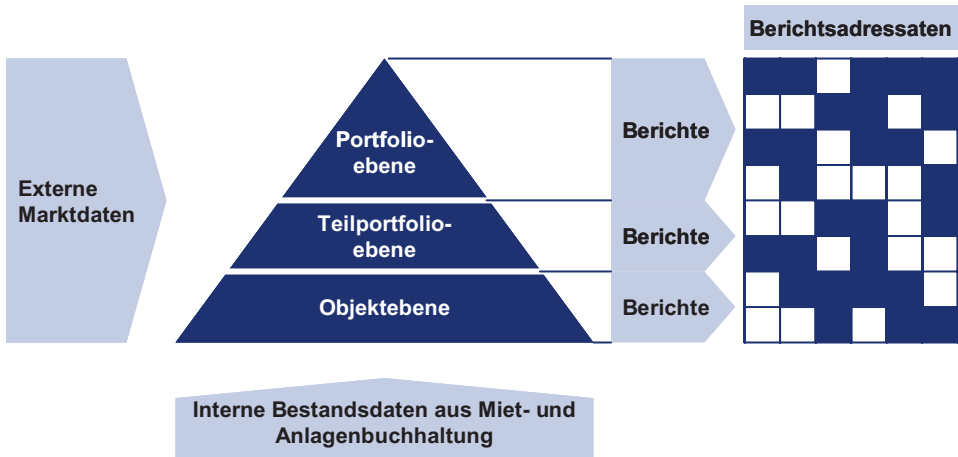 Berichtsadressaten
Externe
Marktdaten
Portfolio-
ebene
Berichte
Teilportfolio-
ebene
Berichte
Objektebene
Berichte
Interne Bestandsdaten aus Miet- und
Anlagenbuchhaltung